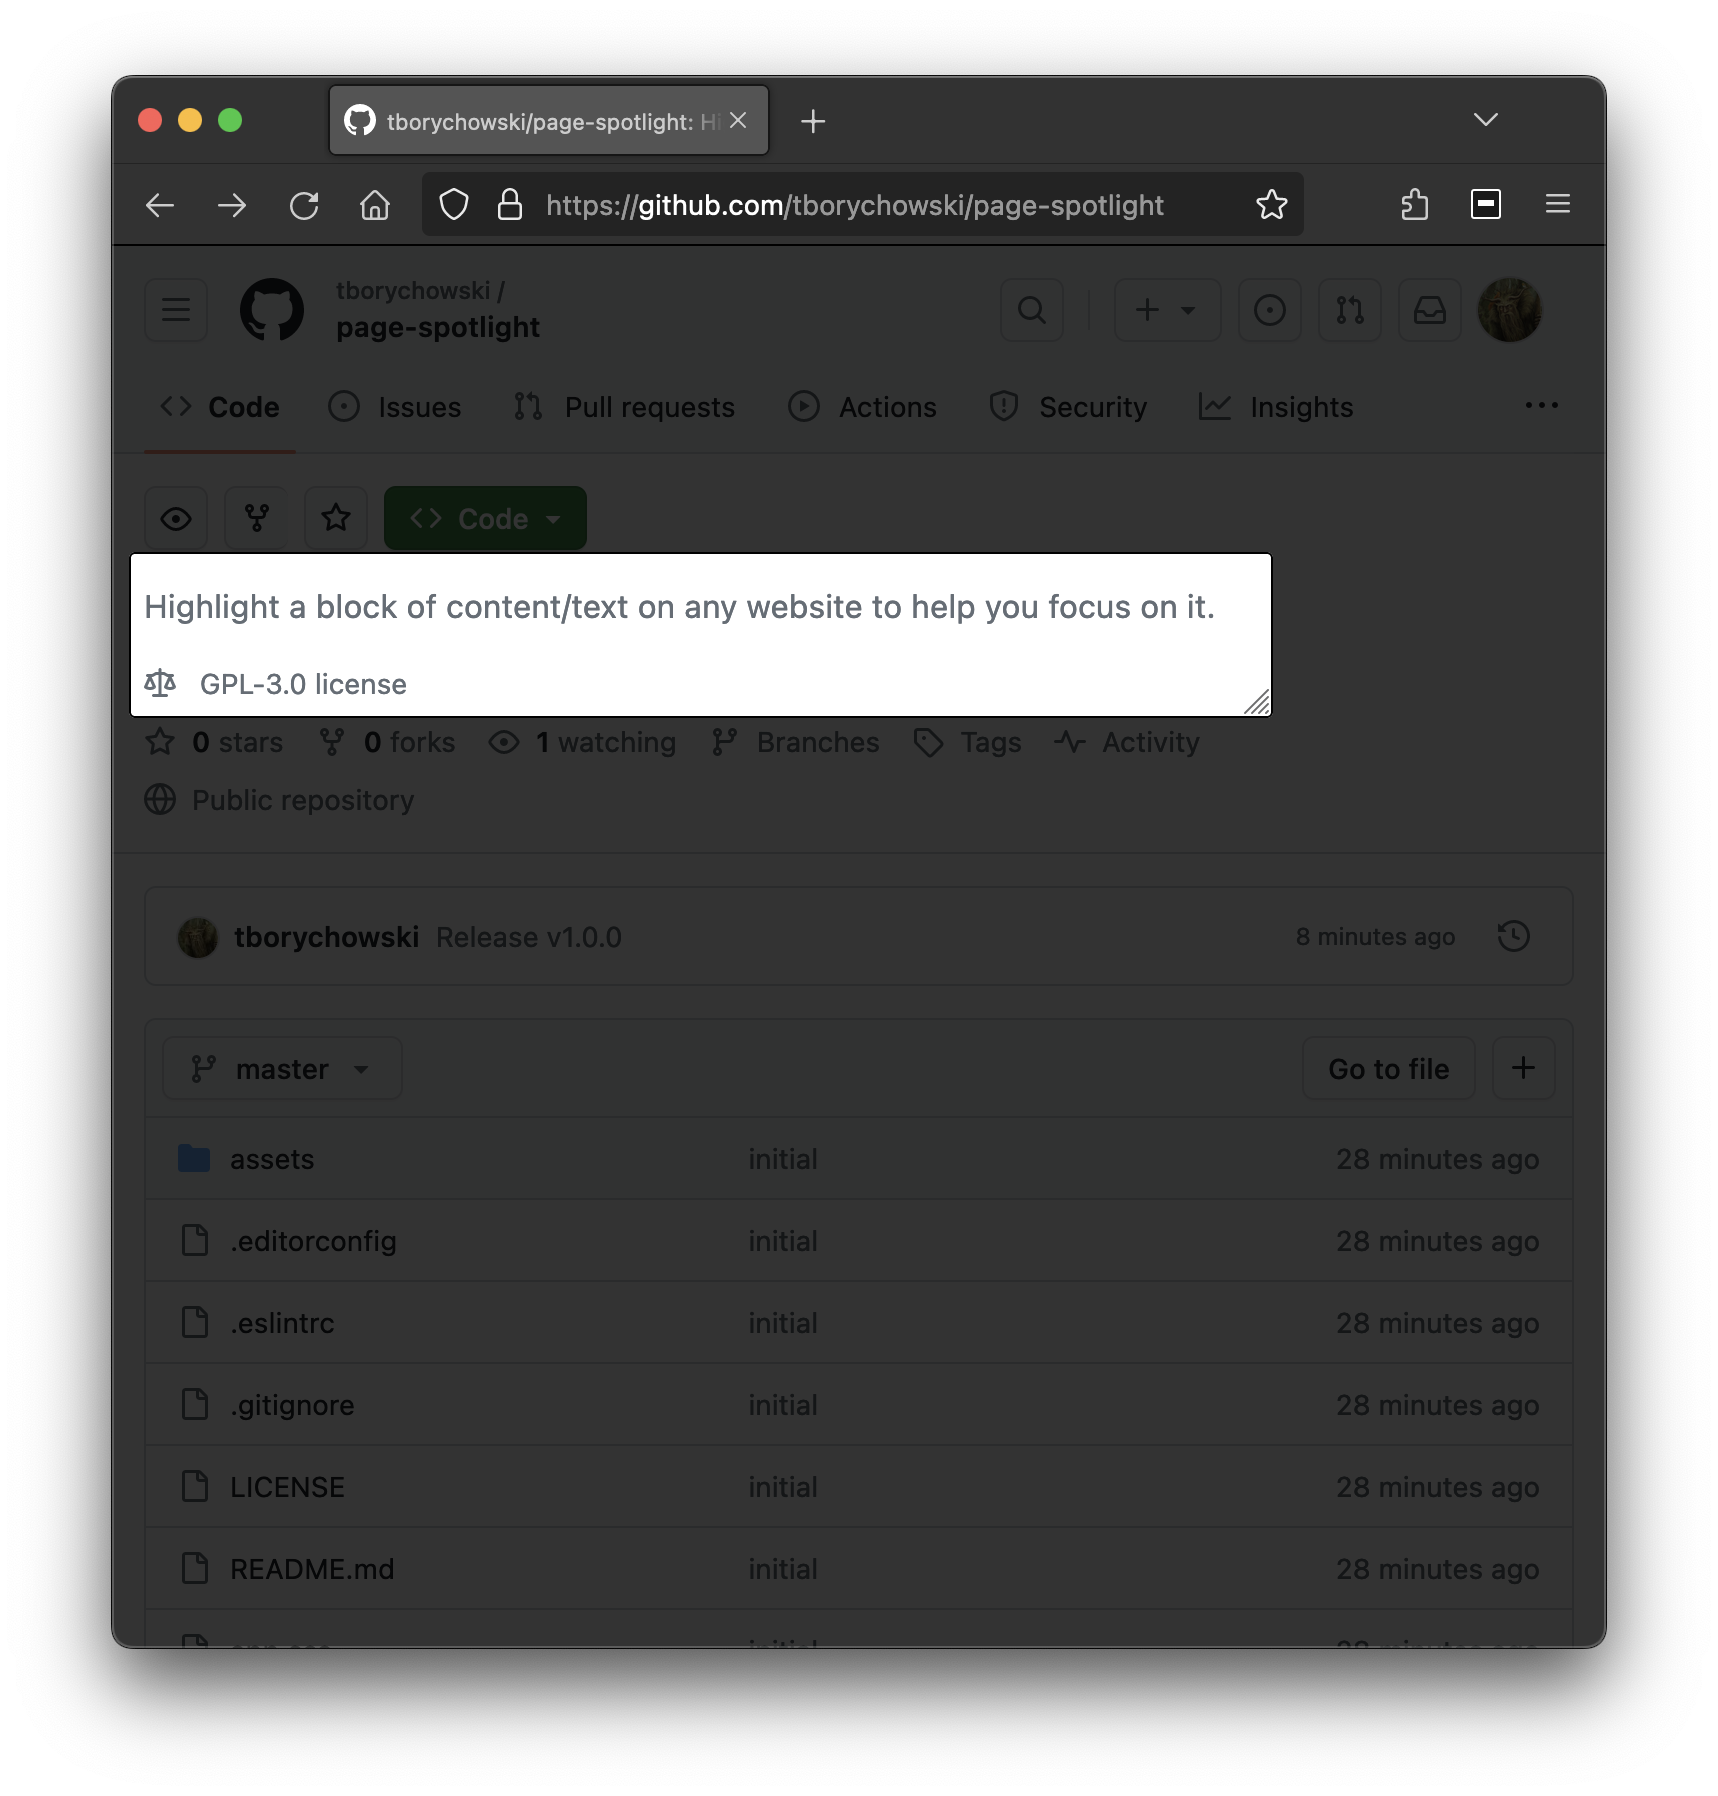 tborychowski/page-spotlight: Hi
https://github.com/tborychowski/page-spotlight
tborychowski /
page-spotlight
Code Issues Pull requests Actions Security Insights
Code
Highlight a block of content/text on any website to help you focus on it.
GPL-3.0 license
0 stars 0 forks 1 watching Branches Tags Activity
Public repository
tborychowski Release v1.0.0 8 minutes ago
master Go to file
assets initial 28 minutes ago
.editorconfig initial 28 minutes ago
.eslintrc initial 28 minutes ago
.gitignore initial 28 minutes ago
LICENSE initial 28 minutes ago
README.md initial 28 minutes ago
initial 28 minutes ago